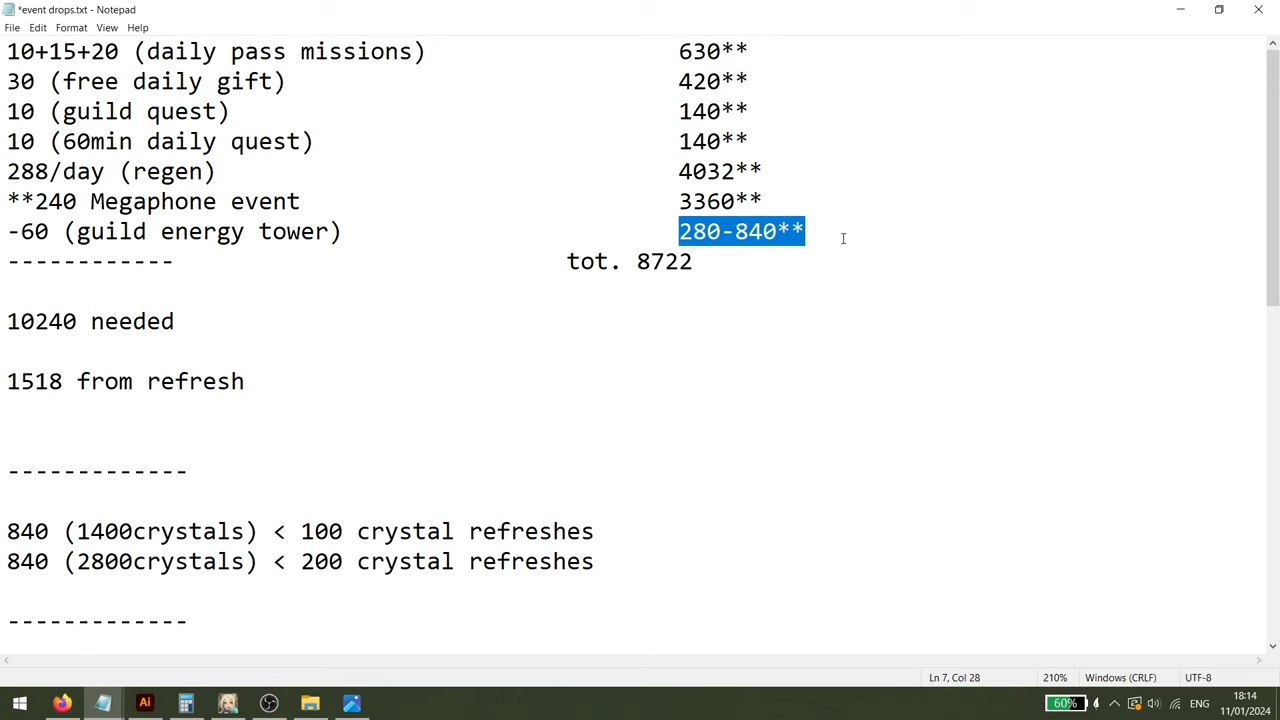 *event drops.txt - Notepad
File Edit Format View Help
10+15+20 (daily pass missions) 630**
30 (free daily gift) 420**
10 (guild quest) 140**
10 (60min daily quest) 140**
288/day (regen) 4032**
**240 Megaphone event 3360**
-60 (guild energy tower) 280-840**
------------ tot. 8722
10240 needed
1518 from refresh
-------------
840 (1400crystals) < 100 crystal refreshes
840 (2800crystals) < 200 crystal refreshes
-------------
Ln 7, Col 28 210% Windows (CRLF) UTF-8
Ai 60% ENG 18:14
11/01/2024